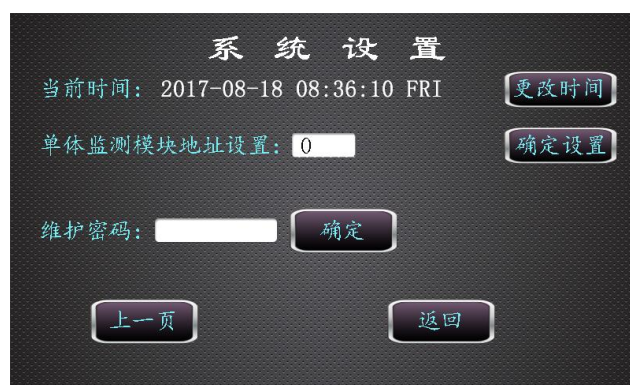 系 统 设 置
当前时间: 2017-08-18 08:36:10 FRI 更改时间
单体监测模块地址设置: 0 确定设置
维护密码: 确定
上一页 返回